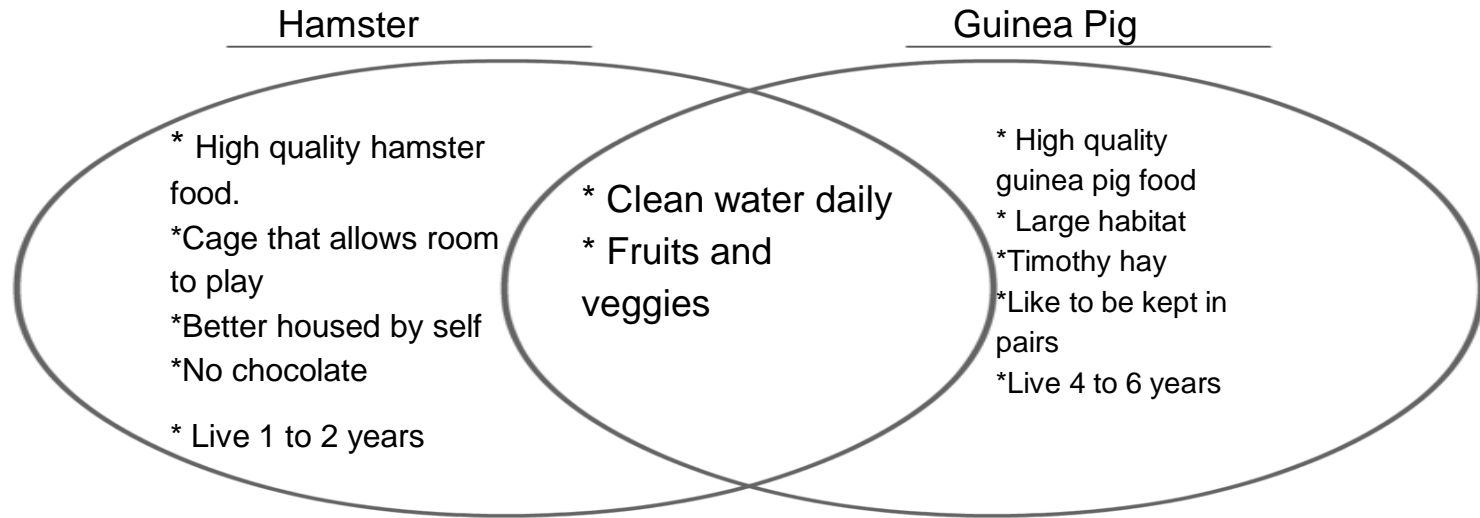 Hamster
Guinea Pig
* High quality hamster
food.
*Cage that allows room
to play
*Better housed by self
*No chocolate
* Live 1 to 2 years
* Clean water daily
* Fruits and
veggies
* High quality
guinea pig food
* Large habitat
*Timothy hay
*Like to be kept in
pairs
*Live 4 to 6 years